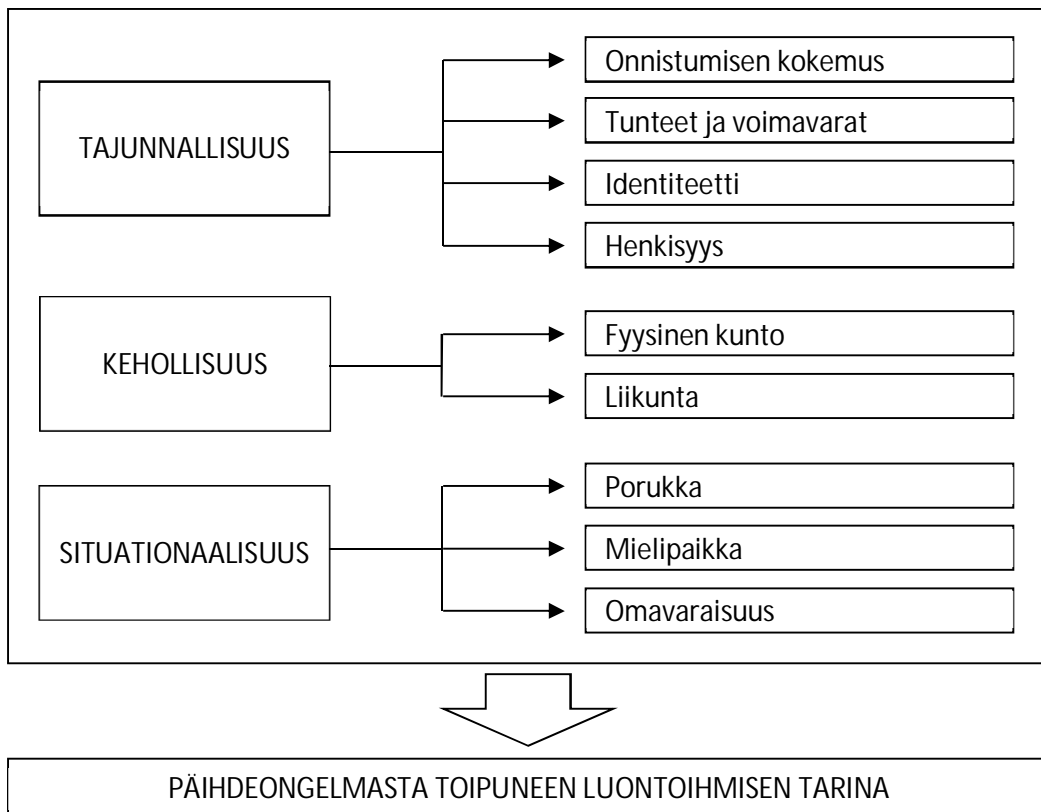 TAJUNNALLISUUS
Onnistumisen kokemus
Tunteet ja voimavarat
Identiteetti
Henkisyys
KEHOLLISUUS
Fyysinen kunto
Liikunta
SITUATIONAALISUUS
Porukka
Mielipaikka
Omavaraisuus
PÄIHDEONGELMASTA TOIPUNEEN LUONTOIHMISEN TARINA